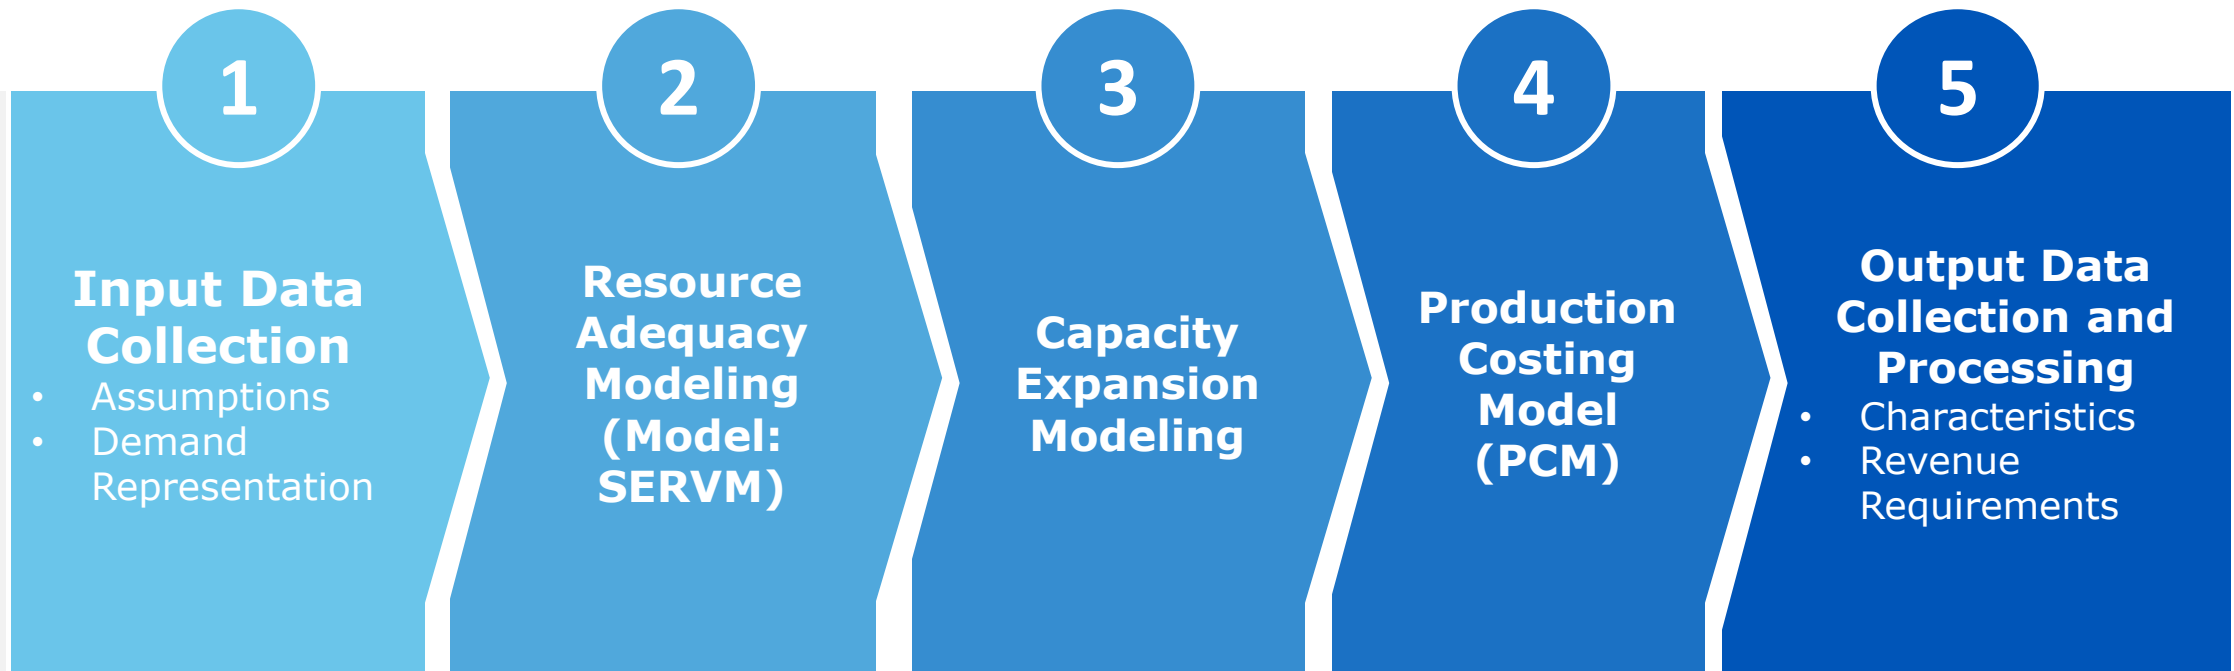 1
Input Data
Collection
• Assumptions
• Demand
Representation
2
Resource
Adequacy
Modeling
(Model:
SERVM)
3
Capacity
Expansion
Modeling
4
Production
Costing
Model
(PCM)
5
Output Data
Collection and
Processing
• Characteristics
• Revenue
Requirements